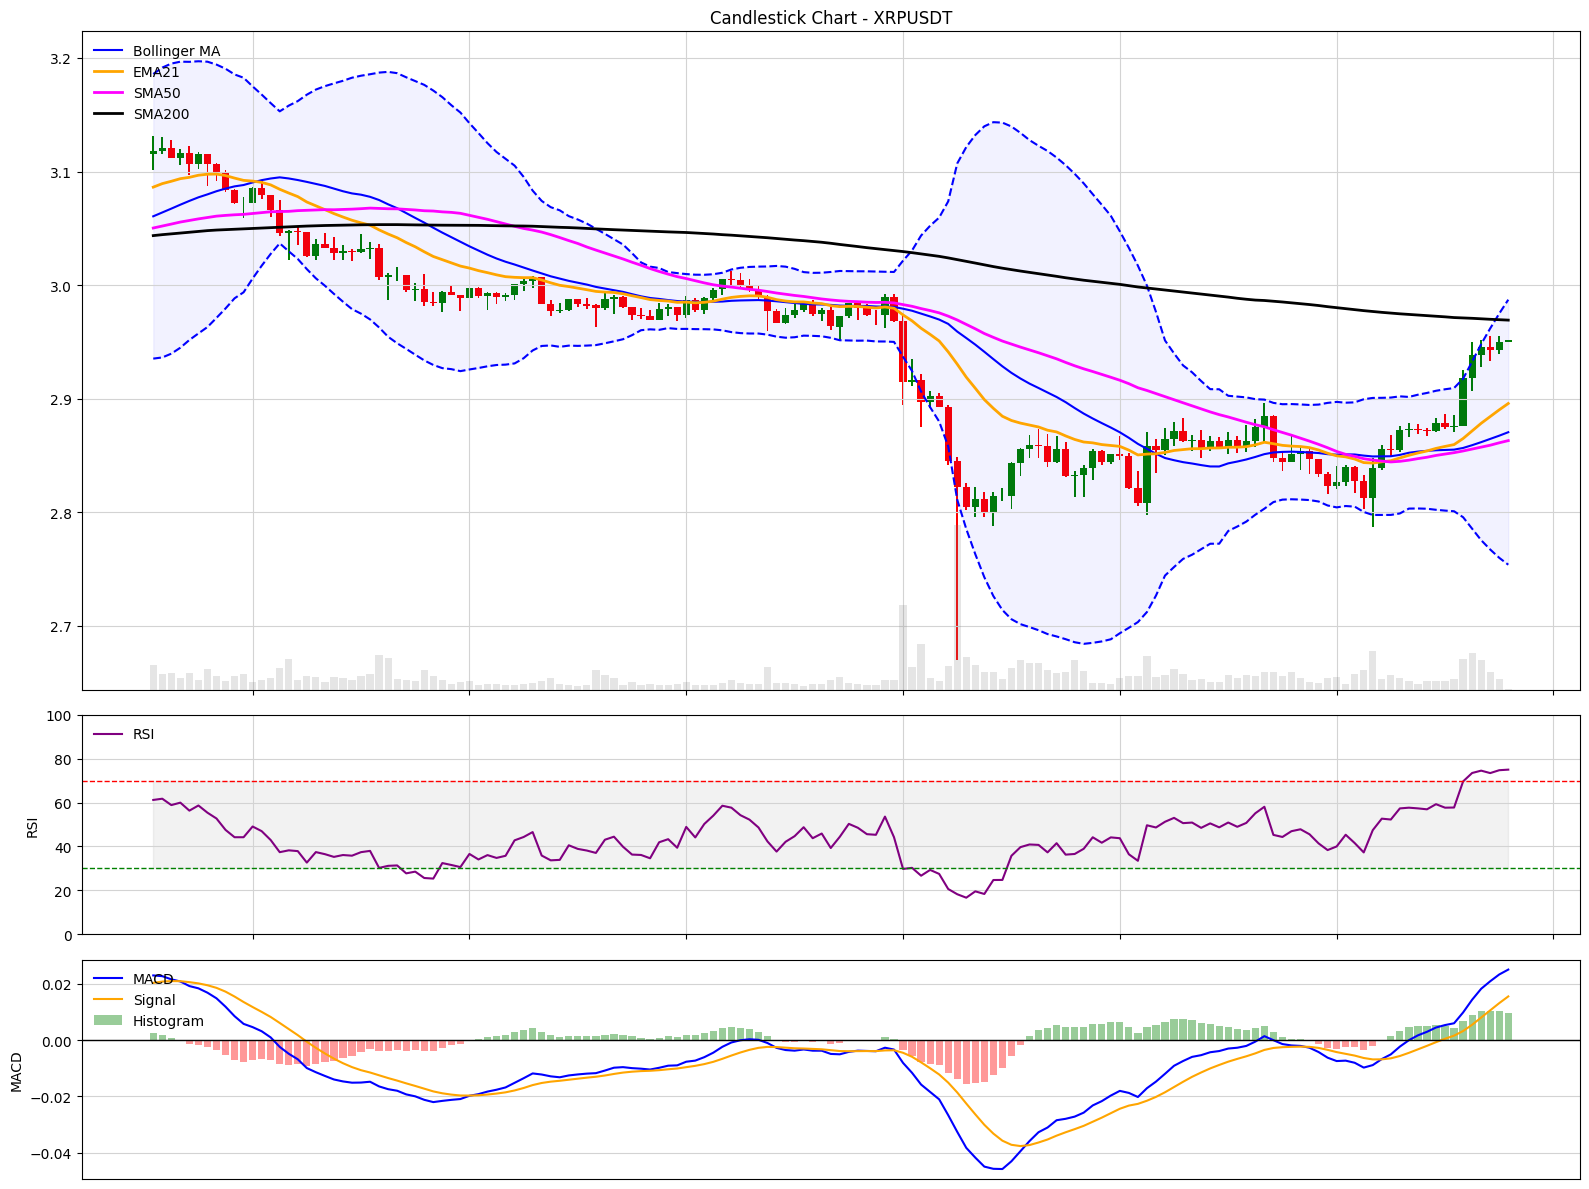 Candlestick Chart - XRPUSDT
Bollinger MA
EMA21
SMA50
SMA200
3.2
3.1
3.0
2.9
2.8
2.7
RSI
100
80
60
40
20
0
RSI
MACD
Signal
Histogram
0.02
0.00
−0.02
−0.04
MACD